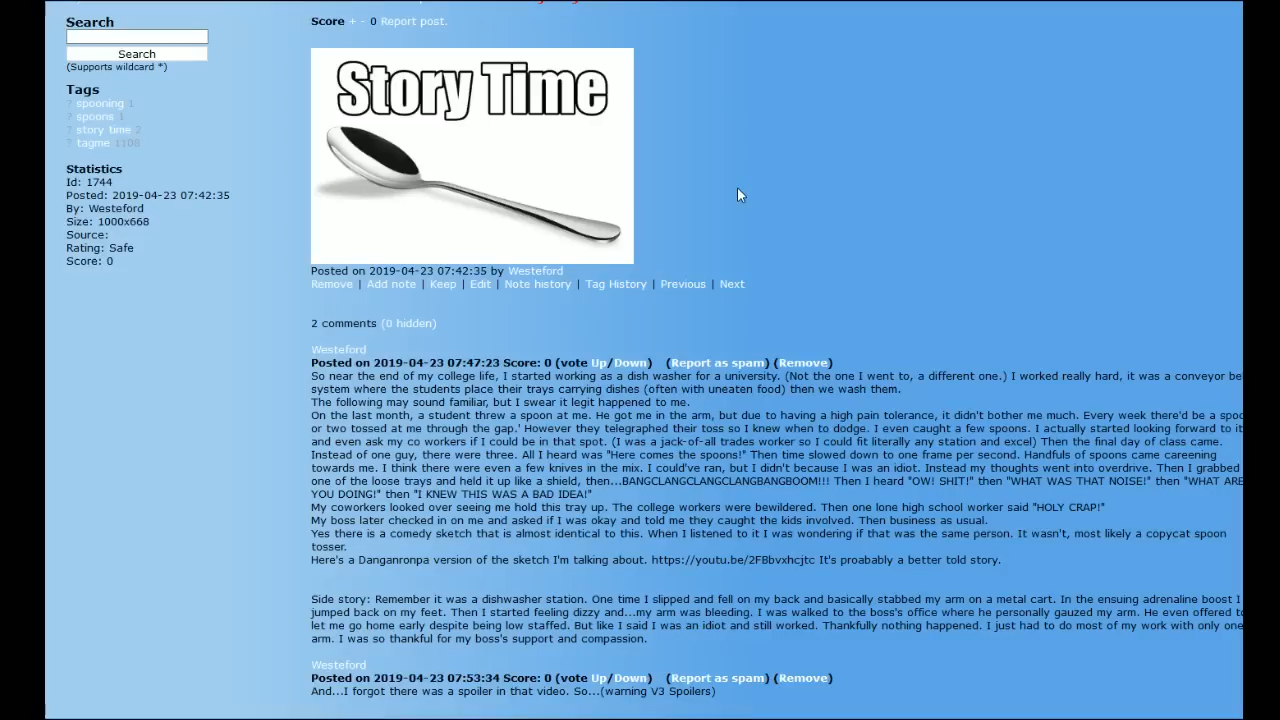 Search
Search
(Supports wildcard *)
Tags
? spooning 1
? spoons 1
? story time 2
? tagme 1108
Statistics
Id: 1744
Posted: 2019-04-23 07:42:35
By: Westeford
Size: 1000x668
Source:
Rating: Safe
Score: 0
Score + - 0 Report post.
Story Time
Posted on 2019-04-23 07:42:35 by Westeford
Remove | Add note | Keep | Edit | Note history | Tag History | Previous | Next
2 comments (0 hidden)
Westeford
Posted on 2019-04-23 07:47:23 Score: 0 (vote Up/Down) (Report as spam) (Remove)
So near the end of my college life, I started working as a dish washer for a university. (Not the one I went to, a different one.) I worked really hard, it was a conveyor be
system where the students place their trays carrying dishes (often with uneaten food) then we wash them.
The following may sound familiar, but I swear it legit happened to me.
On the last month, a student threw a spoon at me. He got me in the arm, but due to having a high pain tolerance, it didn't bother me much. Every week there'd be a spoo
or two tossed at me through the gap.' However they telegraphed their toss so I knew when to dodge. I even caught a few spoons. I actually started looking forward to it
and even ask my co workers if I could be in that spot. (I was a jack-of-all trades worker so I could fit literally any station and excel) Then the final day of class came.
Instead of one guy, there were three. All I heard was "Here comes the spoons!" Then time slowed down to one frame per second. Handfuls of spoons came careening
towards me. I think there were even a few knives in the mix. I could've ran, but I didn't because I was an idiot. Instead my thoughts went into overdrive. Then I grabbed
one of the loose trays and held it up like a shield, then...BANGCLANGCLANGCLANGBANGBOOM!!! Then I heard "OW! SHIT!" then "WHAT WAS THAT NOISE!" then "WHAT ARE
YOU DOING!" then "I KNEW THIS WAS A BAD IDEA!"
My coworkers looked over seeing me hold this tray up. The college workers were bewildered. Then one lone high school worker said "HOLY CRAP!"
My boss later checked in on me and asked if I was okay and told me they caught the kids involved. Then business as usual.
Yes there is a comedy sketch that is almost identical to this. When I listened to it I was wondering if that was the same person. It wasn't, most likely a copycat spoon
tosser.
Here's a Danganronpa version of the sketch I'm talking about. https://youtu.be/2FBbvxhcjtc It's proabably a better told story.
Side story: Remember it was a dishwasher station. One time I slipped and fell on my back and basically stabbed my arm on a metal cart. In the ensuing adrenaline boost I
jumped back on my feet. Then I started feeling dizzy and...my arm was bleeding. I was walked to the boss's office where he personally gauzed my arm. He even offered to
let me go home early despite being low staffed. But like I said I was an idiot and still worked. Thankfully nothing happened. I just had to do most of my work with only one
arm. I was so thankful for my boss's support and compassion.
Westeford
Posted on 2019-04-23 07:53:34 Score: 0 (vote Up/Down) (Report as spam) (Remove)
And...I forgot there was a spoiler in that video. So...(warning V3 Spoilers)